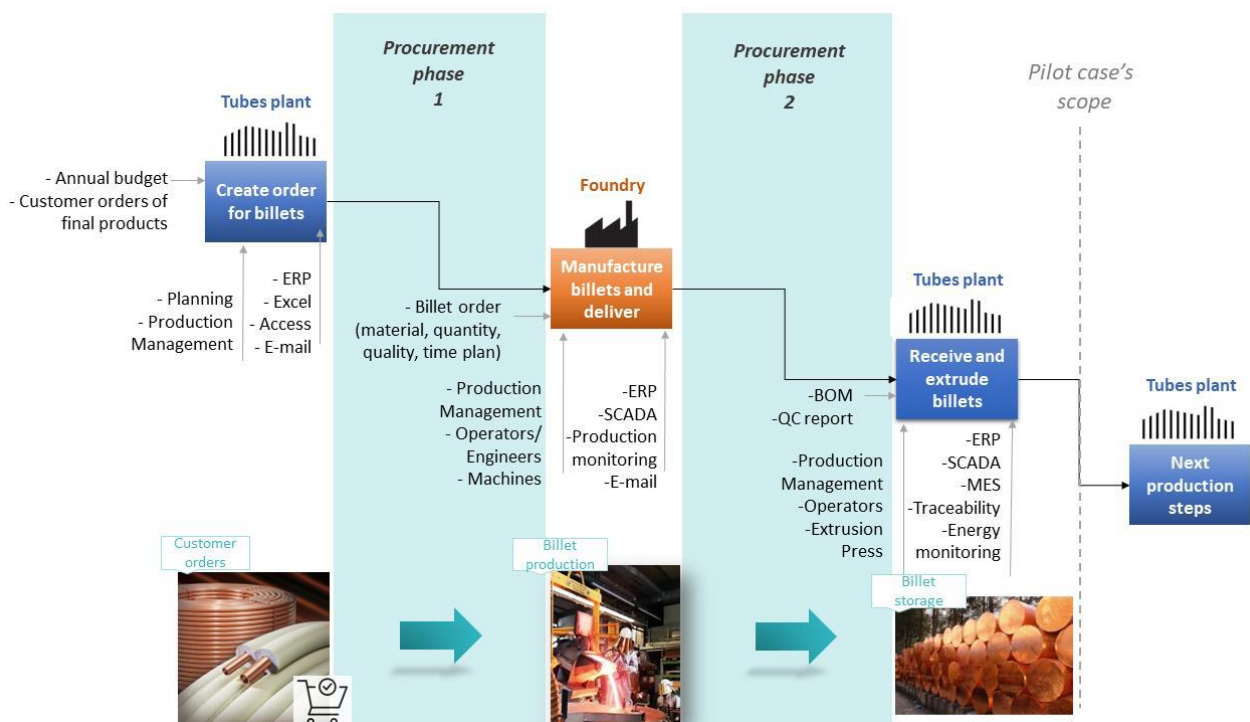 Procurement
phase
1
Procurement
phase
2
Pilot case's
scope
Tubes plant
- Annual budget
- Customer orders of
final products
Create order
for billets
- Planning
- Production
Management
- ERP
- Excel
- Access
- E-mail
Foundry
Manufacture
billets and
deliver
- Billet order
(material, quantity,
quality, time plan)
- Production
Management
- Operators/
Engineers
- Machines
-ERP
-SCADA
-Production
monitoring
-E-mail
Tubes plant
Receive and
extrude
billets
-BOM
-QC report
-Production
Management
-Operators
-Extrusion
Press
-ERP
-SCADA
-MES
-Traceability
-Energy
monitoring
Tubes plant
Next
production
steps
Customer
orders
Billet
production
Billet
storage